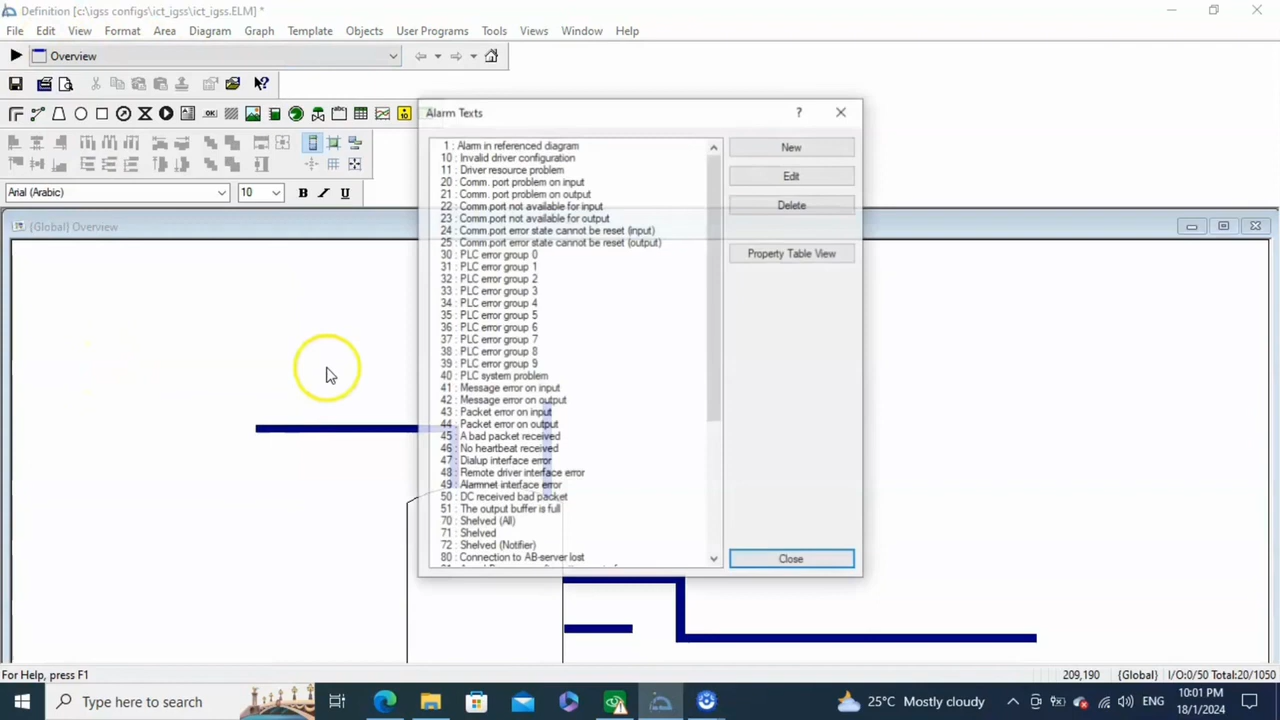 Definition [c:\igss configs\ict_igss\ict_igss.ELM] *
File Edit View Format Area Diagram Graph Template Objects User Programs Tools Views Window Help
Overview
Alarm Texts
Arial (Arabic) 10 B I U
{Global} Overview
1 : Alarm in referenced diagram
10 : Invalid driver configuration
11 : Driver resource problem
20 : Comm. port problem on input
21 : Comm. port problem on output
22 : Comm.port not available for input
23 : Comm.port not available for output
24 : Comm.port error state cannot be reset (input)
25 : Comm.port error state cannot be reset (output)
30 : PLC error group 0
31 : PLC error group 1
32 : PLC error group 2
33 : PLC error group 3
34 : PLC error group 4
35 : PLC error group 5
36 : PLC error group 6
37 : PLC error group 7
38 : PLC error group 8
39 : PLC error group 9
40 : PLC system problem
41 : Message error on input
42 : Message error on output
43 : Packet error on input
44 : Packet error on output
45 : A bad packet received
46 : No heartbeat received
47 : Dialup interface error
48 : Remote driver interface error
49 : Alarmnet interface error
50 : DC received bad packet
51 : The output buffer is full
70 : Shelved (All)
71 : Shelved
72 : Shelved (Notifier)
80 : Connection to AB-server lost
New
Edit
Delete
Property Table View
Close
For Help, press F1
209,190 {Global} I/O:0/50 Total:20/1050
Type here to search
25°C Mostly cloudy
ENG
10:01 PM
18/1/2024